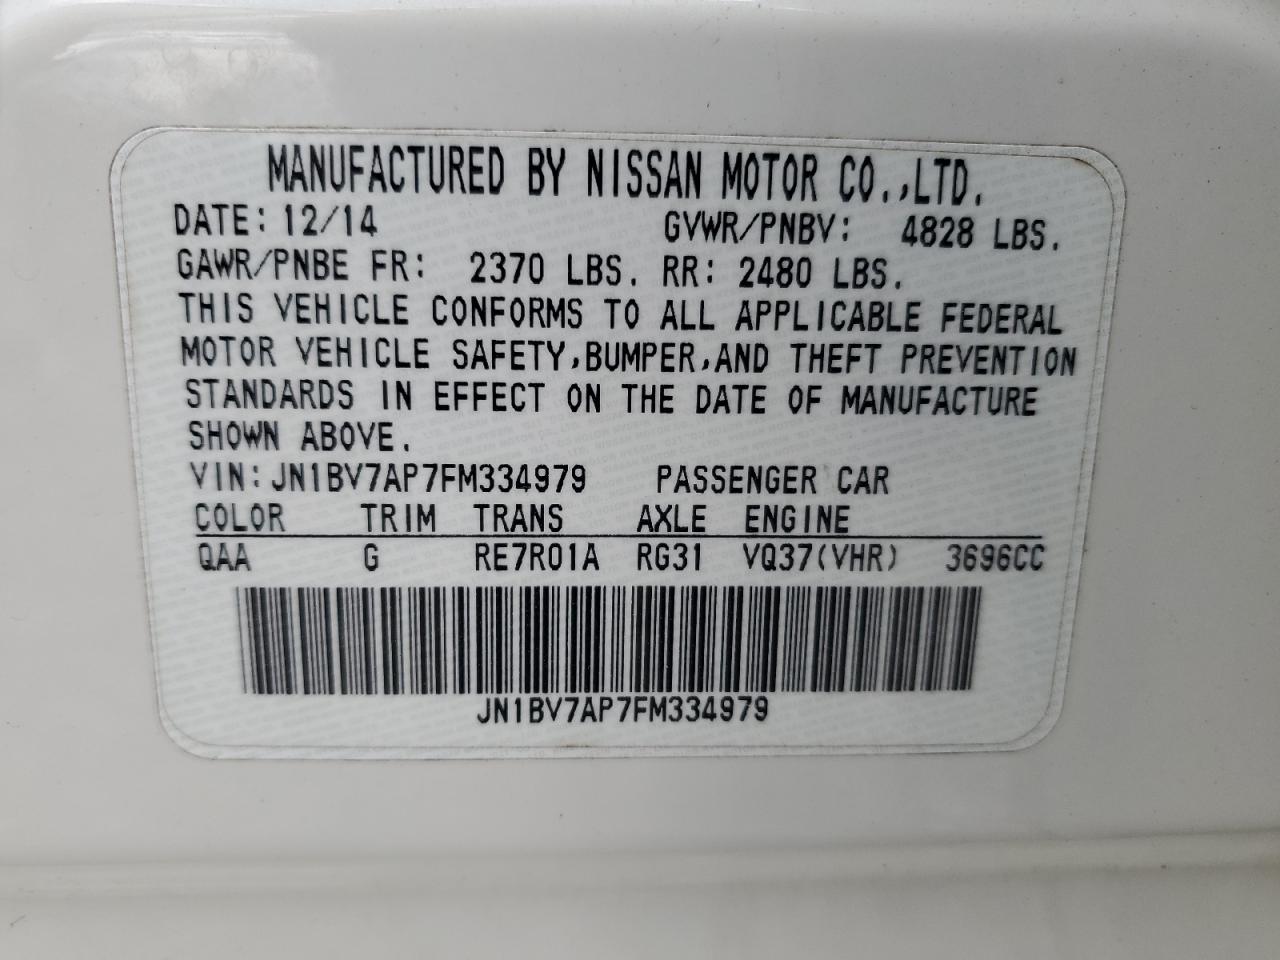 MANUFACTURED BY NISSAN MOTOR CO.,LTD.
DATE: 12/14 GVWR/PNBV: 4828 LBS.
GAWR/PNBE FR: 2370 LBS. RR: 2480 LBS.
THIS VEHICLE CONFORMS TO ALL APPLICABLE FEDERAL
MOTOR VEHICLE SAFETY,BUMPER,AND THEFT PREVENTION
STANDARDS IN EFFECT ON THE DATE OF MANUFACTURE
SHOWN ABOVE.
VIN:JN1BV7AP7FM334979 PASSENGER CAR
COLOR TRIM TRANS AXLE ENGINE
QAA G RE7R01A RG31 VQ37(VHR) 3696CC
JN1BV7AP7FM334979